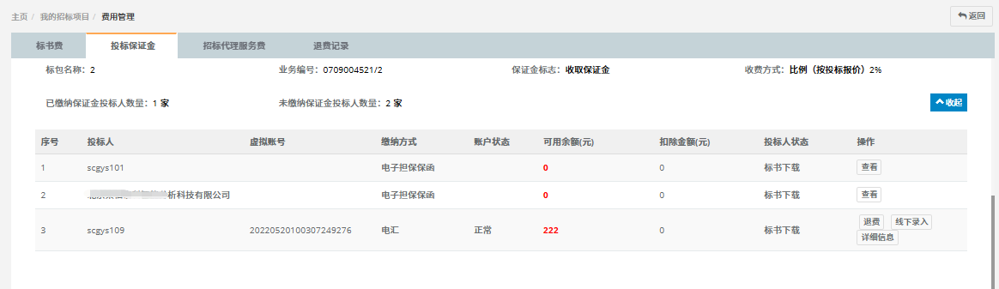 主页 / 我的招标项目 / 费用管理
返回
标书费 投标保证金 招标代理服务费 退费记录
标包名称：2 业务编号：0709004521/2 保证金标志：收取保证金 收费方式：比例（按投标报价）2%
已缴纳保证金投标人数量：1 家 未缴纳保证金投标人数量：2 家 收起
序号 投标人 虚拟账号 缴纳方式 账户状态 可用余额(元) 扣除金额(元) 投标人状态 操作
1 scgys101 电子担保保函 0 0 标书下载 查看
2 析科技有限公司 电子担保保函 0 0 标书下载 查看
3 scgys109 20220520100307249276 电汇 正常 222 0 标书下载 退费 线下录入
详细信息